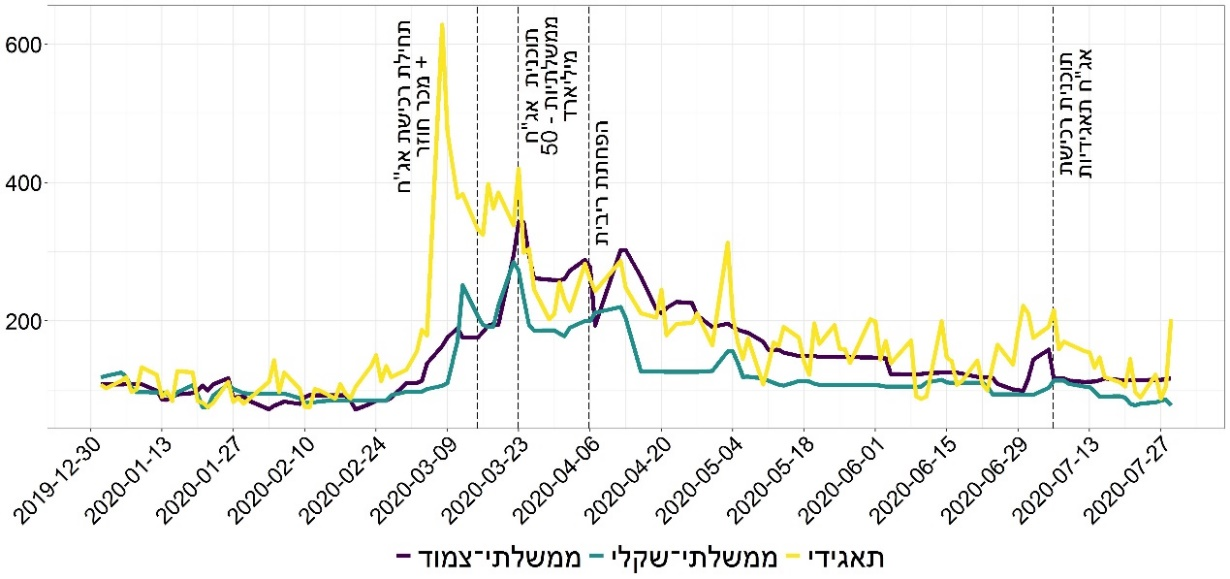 600
400
200
תחילת רכישת אג"ח
+ מכר חוזר
תוכנית אג"ח
ממשלתיות - 50
מיליארד
הפחותת ריבית
תוכנית רכישת
אג"ח תאגידיות
2019-12-30
2020-01-13
2020-01-27
2020-02-10
2020-02-24
2020-03-09
2020-03-23
2020-04-06
2020-04-20
2020-05-04
2020-05-18
2020-06-01
2020-06-15
2020-06-29
2020-07-13
2020-07-27
תאגידי ממשלתי-שקלי ממשלתי-צמוד